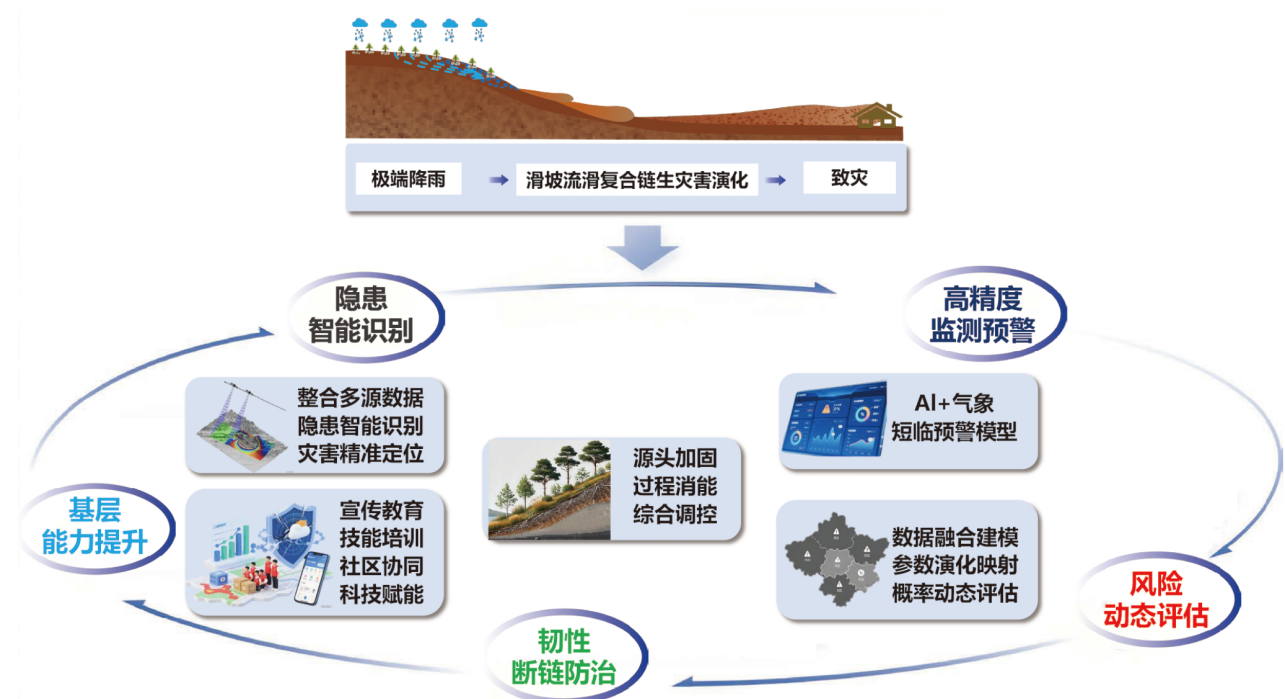 极端降雨
滑坡流滑复合链生灾害演化
致灾
隐患
智能识别
高精度
监测预警
整合多源数据
隐患智能识别
灾害精准定位
AI+气象
短临预警模型
源头加固
过程消能
综合调控
基层
能力提升
宣传教育
技能培训
社区协同
科技赋能
数据融合建模
参数演化映射
概率动态评估
风险
动态评估
韧性
断链防治